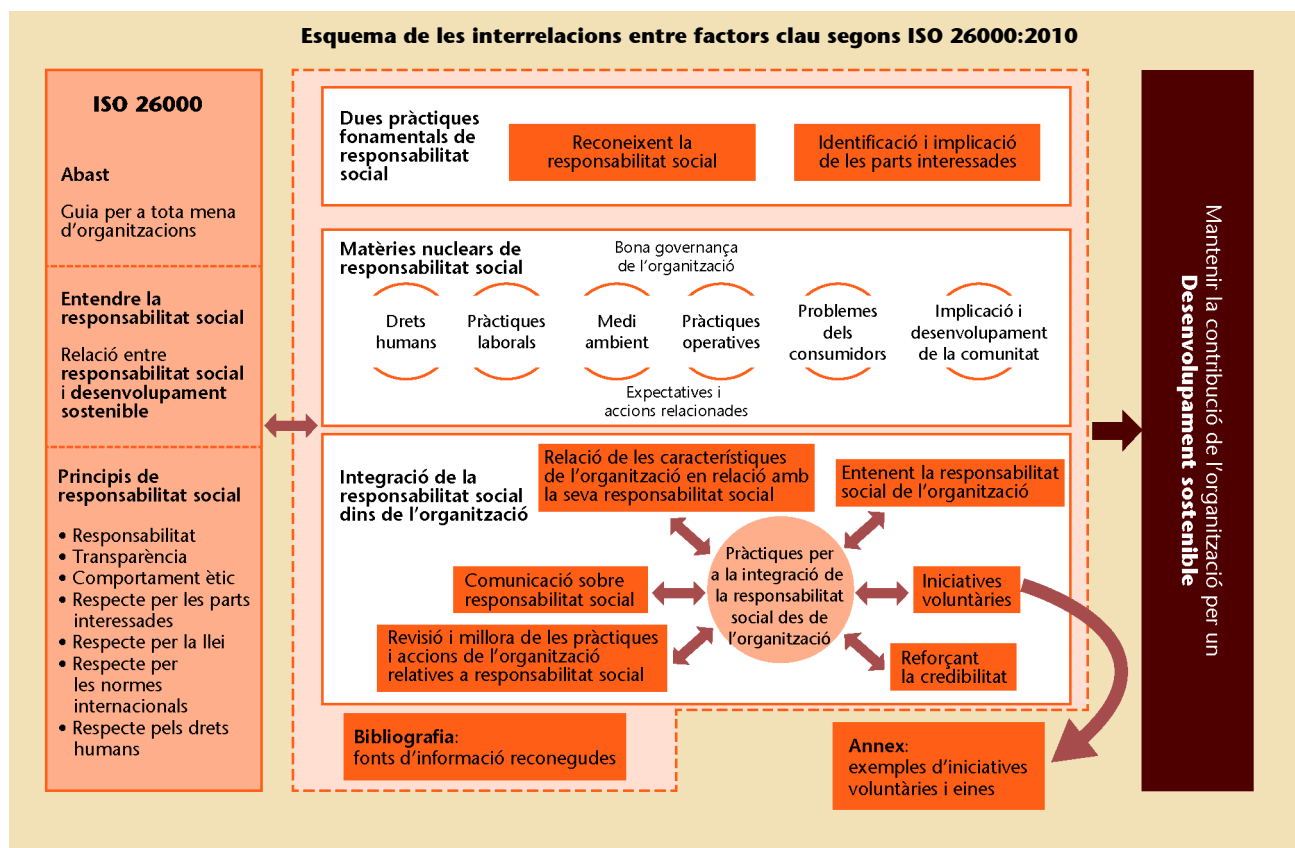 Esquema de les interrelacions entre factors clau segons ISO 26000:2010
ISO 26000
Abast
Guia per a tota mena
d’organitzacions
Entendre la
responsabilitat social
Relació entre
responsabilitat social
i desenvolupament
sostenible
Principis de
responsabilitat social
• Responsabilitat
• Transparència
• Comportament ètic
• Respecte per les parts
interessades
• Respecte per la llei
• Respecte per
les normes
internacionals
• Respecte pels drets
humans
Dues pràctiques
fonamentals de
responsabilitat
social
Reconeixent la
responsabilitat social
Identificació i implicació
de les parts interessades
Matèries nuclears de
responsabilitat social
Bona governança
de l’organització
Drets
humans
Pràctiques
laborals
Medi
ambient
Pràctiques
operatives
Problemes
dels
consumidors
Implicació i
desenvolupament
de la comunitat
Expectatives i
accions relacionades
Integració de la
responsabilitat social
dins de l’organització
Relació de les característiques
de l’organització en relació amb
la seva responsabilitat social
Entenent la responsabilitat
social de l’organització
Pràctiques per
a la integració de
la responsabilitat
social des de
l’organització
Comunicació sobre
responsabilitat social
Iniciatives
voluntàries
Revisió i millora de les pràctiques
i accions de l’organització
relatives a responsabilitat social
Reforçant
la credibilitat
Bibliografia:
fonts d’informació reconegudes
Annex:
exemples d’iniciatives
voluntàries i eines
Mantenir la contribució de l’organització per un
Desenvolupament sostenible